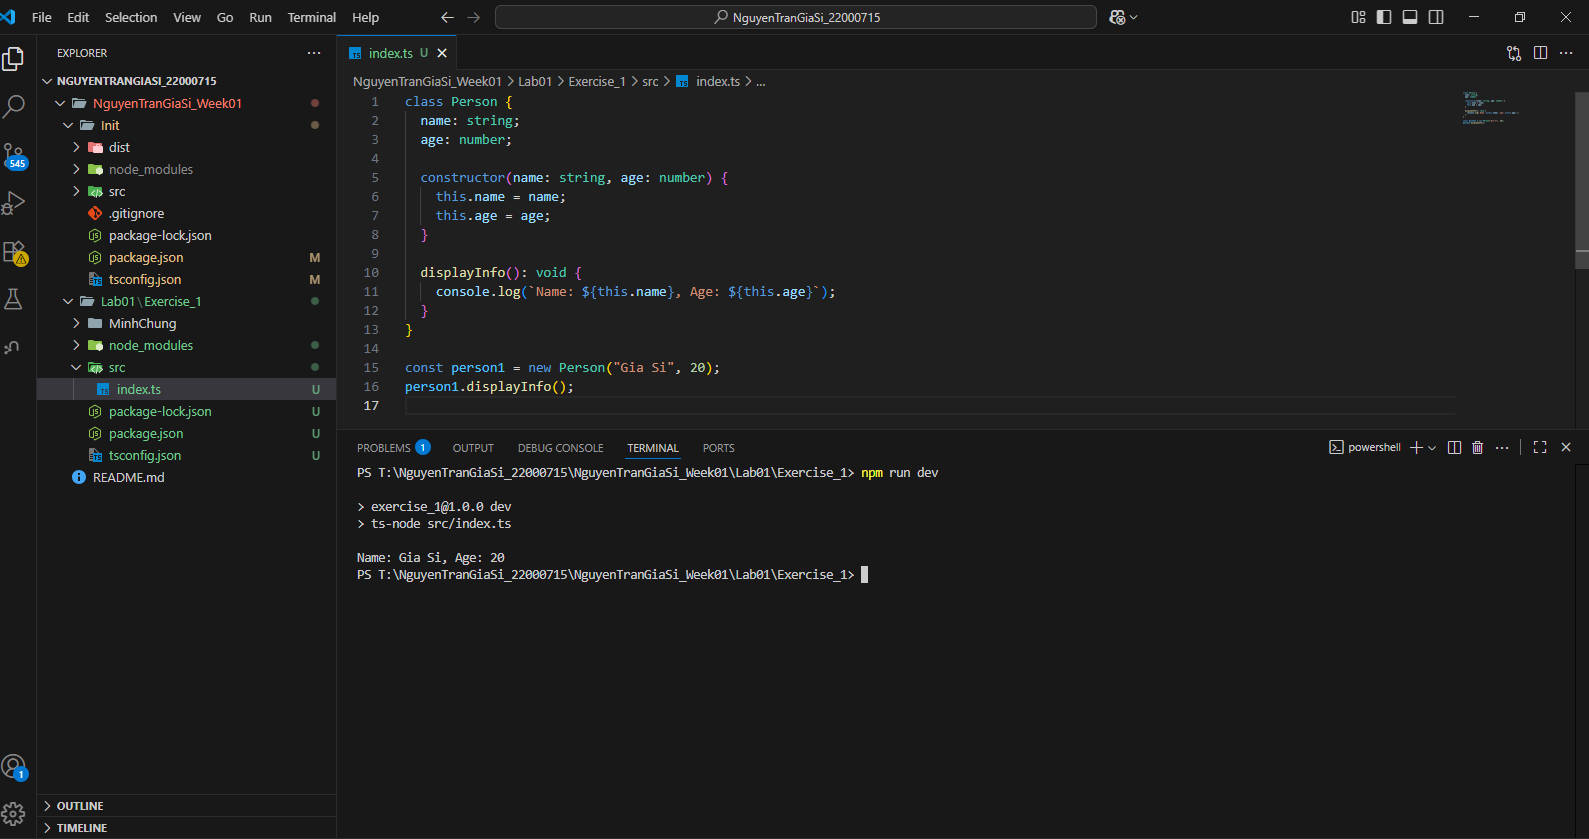 File Edit Selection View Go Run Terminal Help
NguyenTranGiaSi_22000715
EXPLORER
NGUYENTRANGIASI_22000715
NguyenTranGiaSi_Week01
Init
dist
node_modules
src
.gitignore
package-lock.json
package.json M
tsconfig.json M
Lab01\Exercise_1
MinhChung
node_modules
src
index.ts U
package-lock.json U
package.json U
tsconfig.json U
README.md
OUTLINE
TIMELINE
545
1
index.ts U
NguyenTranGiaSi_Week01 > Lab01 > Exercise_1 > src > index.ts > ...
1 class Person {
2 name: string;
3 age: number;
4
5 constructor(name: string, age: number) {
6 this.name = name;
7 this.age = age;
8 }
9
10 displayInfo(): void {
11 console.log(`Name: ${this.name}, Age: ${this.age}`);
12 }
13 }
14
15 const person1 = new Person("Gia Si", 20);
16 person1.displayInfo();
17
PROBLEMS 1 OUTPUT DEBUG CONSOLE TERMINAL PORTS
powershell
PS T:\NguyenTranGiaSi_22000715\NguyenTranGiaSi_Week01\Lab01\Exercise_1> npm run dev
> exercise_1@1.0.0 dev
> ts-node src/index.ts
Name: Gia Si, Age: 20
PS T:\NguyenTranGiaSi_22000715\NguyenTranGiaSi_Week01\Lab01\Exercise_1>